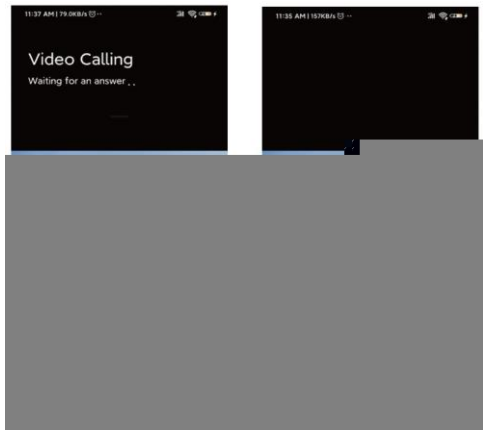 11:37 AM | 79.0KB/s
Video Calling
Waiting for an answer . .
11:35 AM | 157KB/s